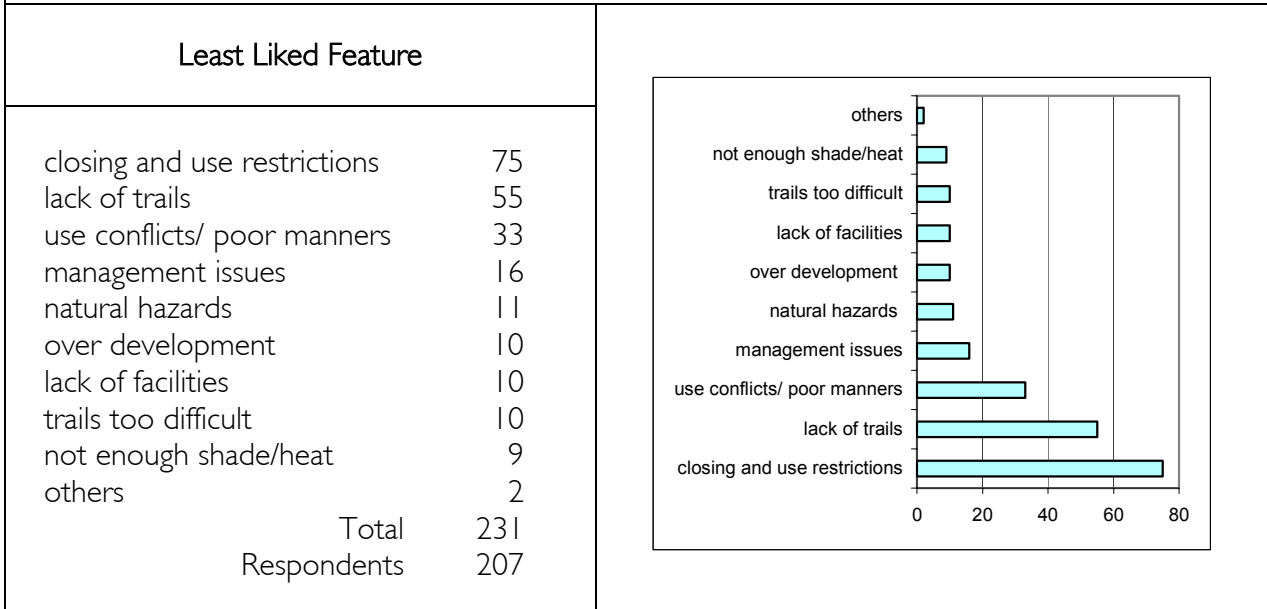 Least Liked Feature
closing and use restrictions 75
lack of trails 55
use conflicts/ poor manners 33
management issues 16
natural hazards 11
over development 10
lack of facilities 10
trails too difficult 10
not enough shade/heat 9
others 2
Total 231
Respondents 207
others
not enough shade/heat
trails too difficult
lack of facilities
over development
natural hazards
management issues
use conflicts/ poor manners
lack of trails
closing and use restrictions
0 20 40 60 80